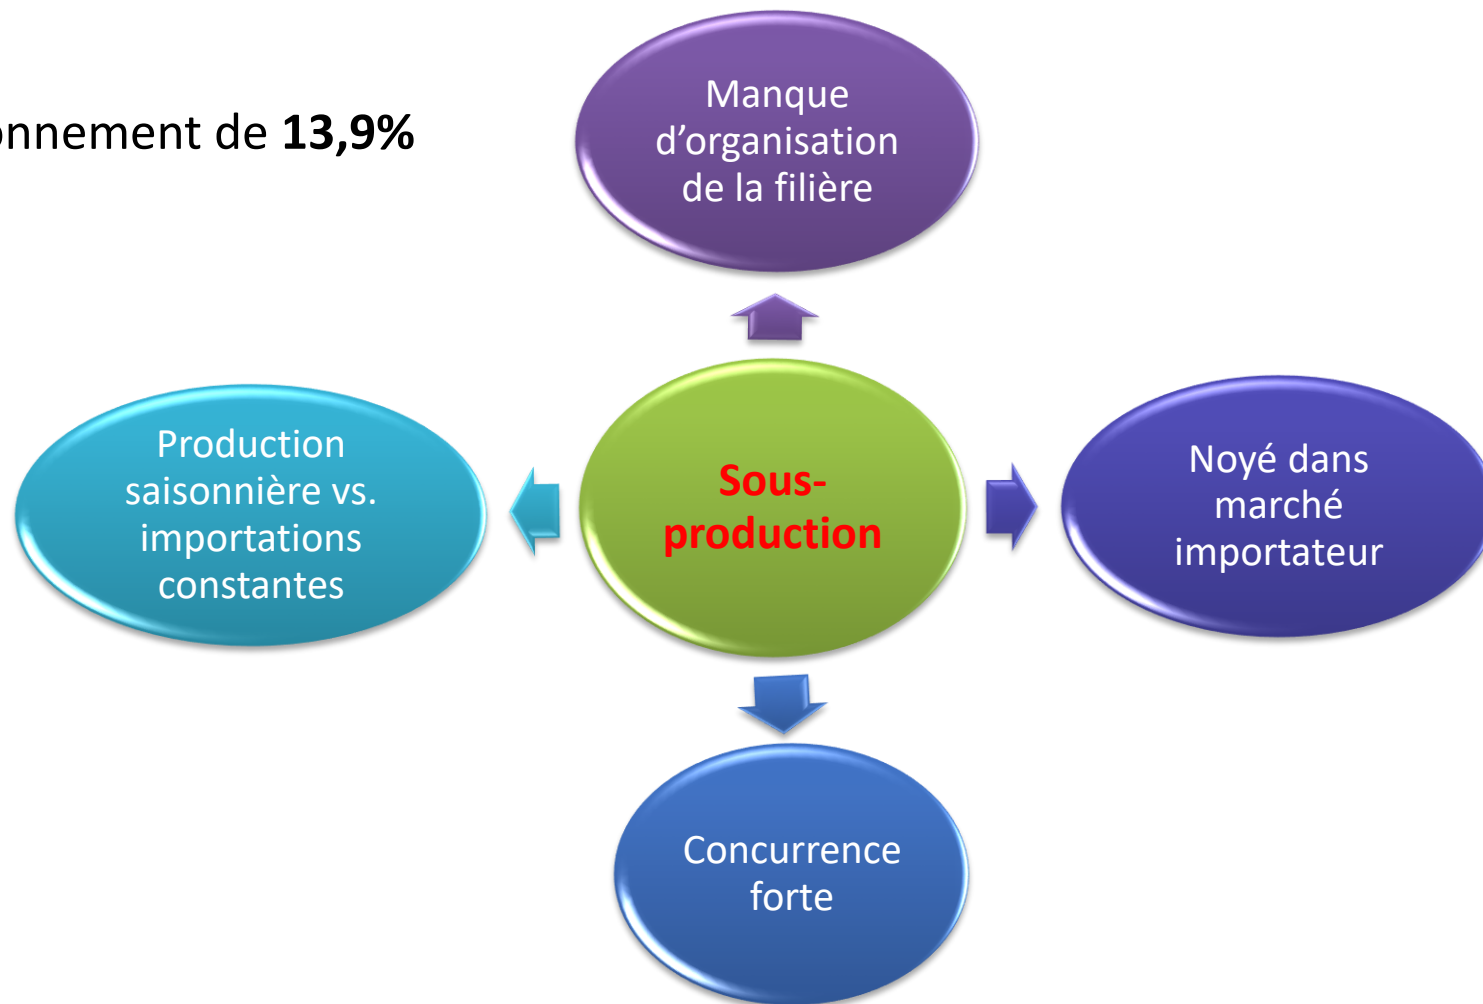 onnement de 13,9%
Manque
d’organisation
de la filière
Production
saisonnière vs.
importations
constantes
Sous-
production
Noyé dans
marché
importateur
Concurrence
forte